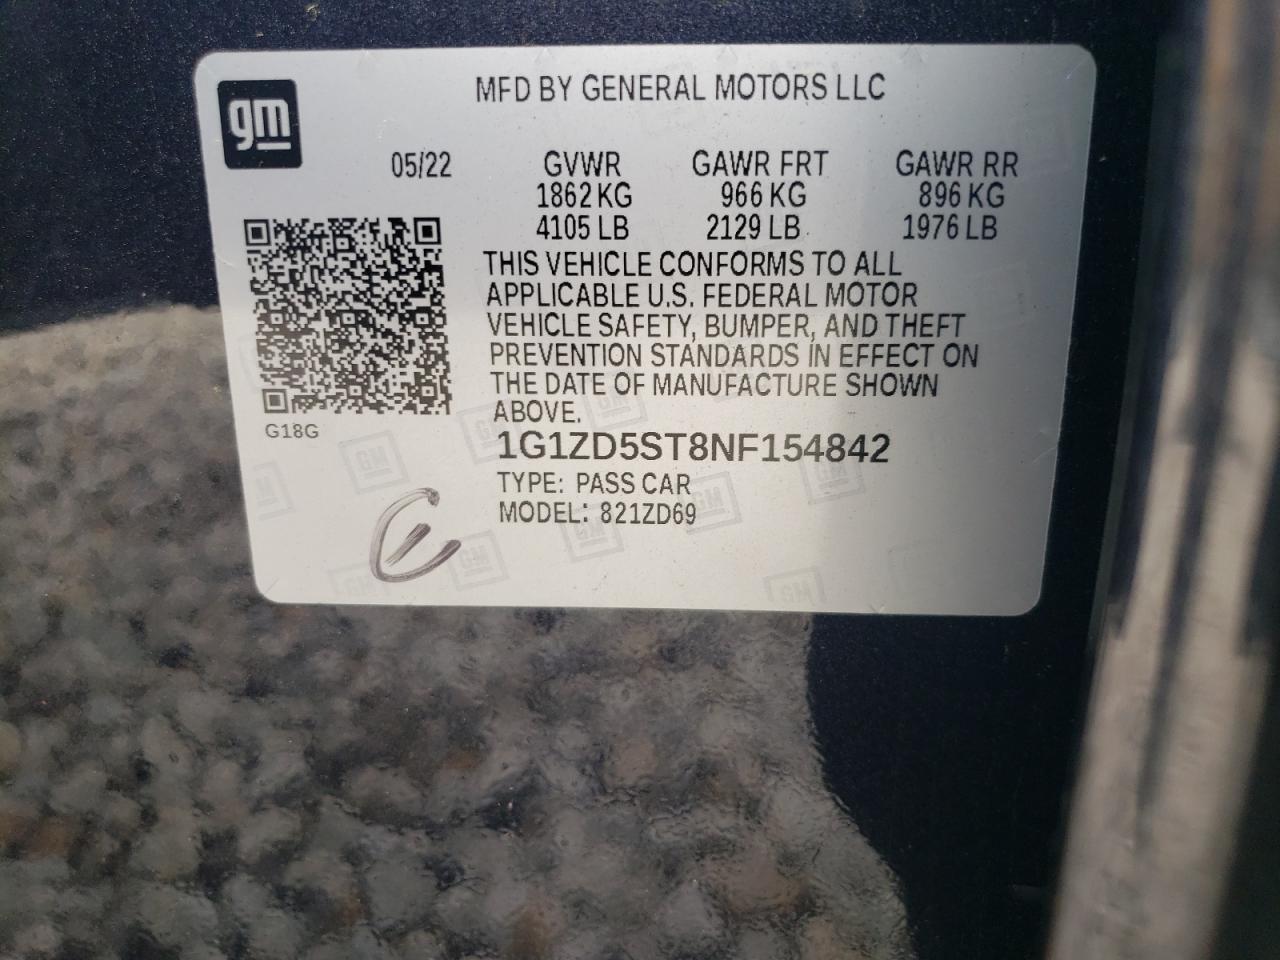 gm
MFD BY GENERAL MOTORS LLC
05/22 GVWR GAWR FRT GAWR RR
1862 KG 966 KG 896 KG
4105 LB 2129 LB 1976 LB
THIS VEHICLE CONFORMS TO ALL
APPLICABLE U.S. FEDERAL MOTOR
VEHICLE SAFETY, BUMPER, AND THEFT
PREVENTION STANDARDS IN EFFECT ON
THE DATE OF MANUFACTURE SHOWN
ABOVE.
G18G
1G1ZD5ST8NF154842
TYPE: PASS CAR
MODEL: 821ZD69